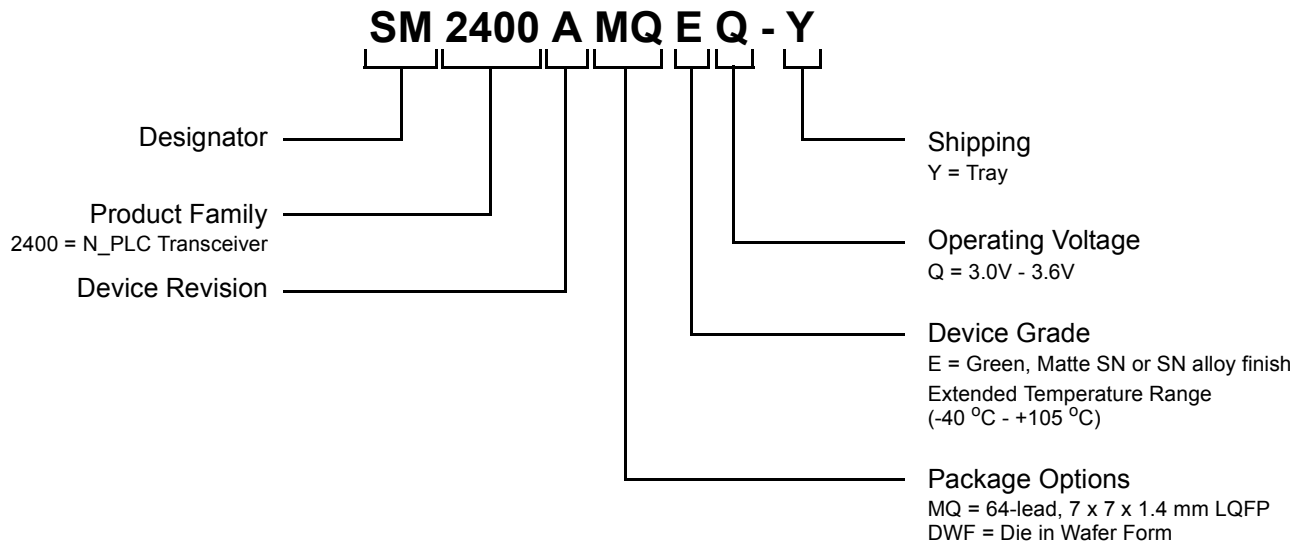 SM 2400 A MQ E Q - Y
Designator
Product Family
2400 = N_PLC Transceiver
Device Revision
Shipping
Y = Tray
Operating Voltage
Q = 3.0V - 3.6V
Device Grade
E = Green, Matte SN or SN alloy finish
Extended Temperature Range
(-40 ºC - +105 ºC)
Package Options
MQ = 64-lead, 7 x 7 x 1.4 mm LQFP
DWF = Die in Wafer Form